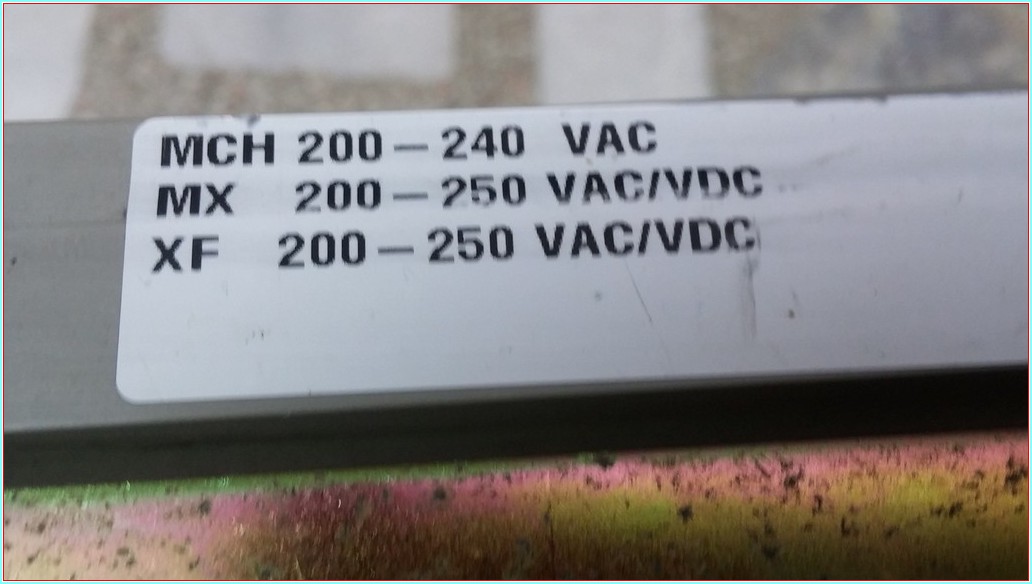 MCH 200 – 240 VAC
MX 200 – 250 VAC/VDC
XF 200 – 250 VAC/VDC